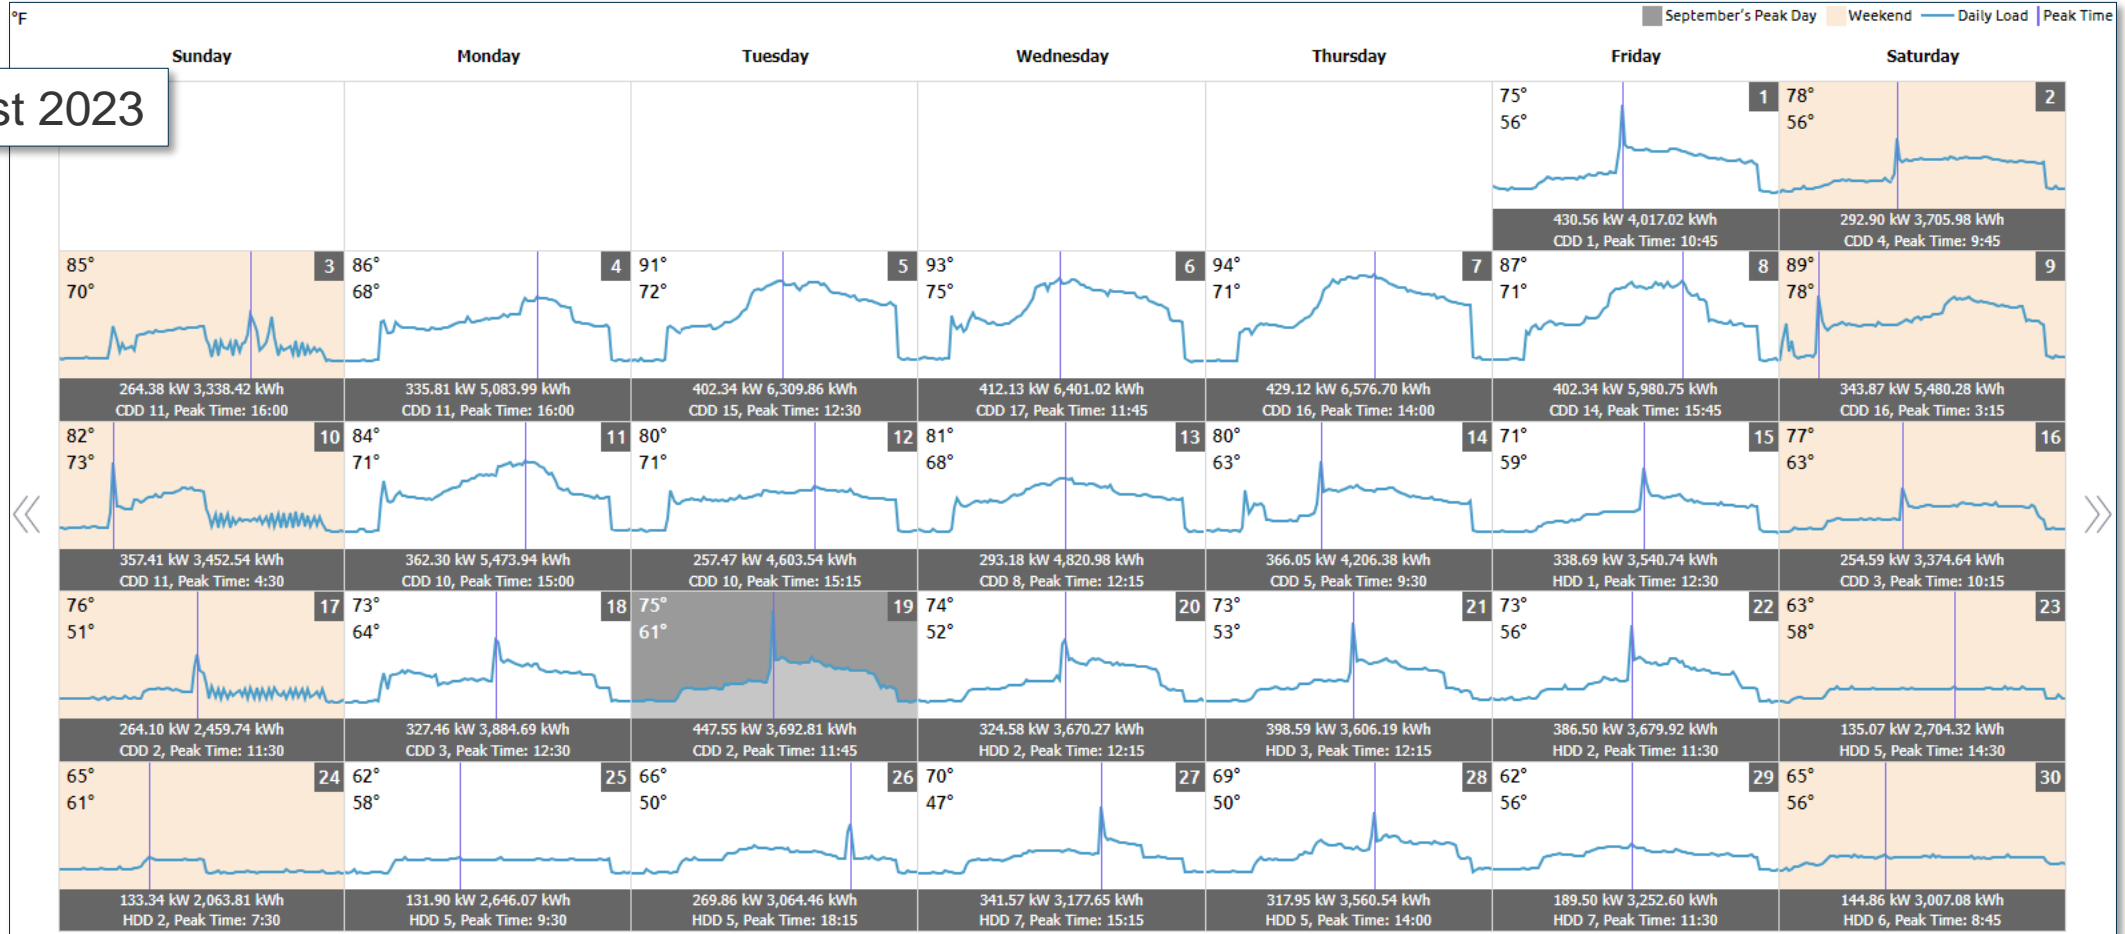 °F
September's Peak Day Weekend Daily Load Peak Time
Sunday Monday Tuesday Wednesday Thursday Friday Saturday
st 2023
75° 1 78° 2
56° 56°
430.56 kW 4,017.02 kWh 292.90 kW 3,705.98 kWh
CDD 1, Peak Time: 10:45 CDD 4, Peak Time: 9:45
85° 3 86° 4 91° 5 93° 6 94° 7 87° 8 89° 9
70° 68° 72° 75° 71° 71° 78°
264.38 kW 3,338.42 kWh 335.81 kW 5,083.99 kWh 402.34 kW 6,309.86 kWh 412.13 kW 6,401.02 kWh 429.12 kW 6,576.70 kWh 402.34 kW 5,980.75 kWh 343.87 kW 5,480.28 kWh
CDD 11, Peak Time: 16:00 CDD 11, Peak Time: 16:00 CDD 15, Peak Time: 12:30 CDD 17, Peak Time: 11:45 CDD 16, Peak Time: 14:00 CDD 14, Peak Time: 15:45 CDD 16, Peak Time: 3:15
82° 10 84° 11 80° 12 81° 13 80° 14 71° 15 77° 16
73° 71° 71° 68° 63° 59° 63°
357.41 kW 3,452.54 kWh 362.30 kW 5,473.94 kWh 257.47 kW 4,603.54 kWh 293.18 kW 4,820.98 kWh 366.05 kW 4,206.38 kWh 338.69 kW 3,540.74 kWh 254.59 kW 3,374.64 kWh
CDD 11, Peak Time: 4:30 CDD 10, Peak Time: 15:00 CDD 10, Peak Time: 15:15 CDD 8, Peak Time: 12:15 CDD 5, Peak Time: 9:30 HDD 1, Peak Time: 12:30 CDD 3, Peak Time: 10:15
76° 17 73° 18 75° 19 74° 20 73° 21 73° 22 63° 23
51° 64° 61° 52° 53° 56° 58°
264.10 kW 2,459.74 kWh 327.46 kW 3,884.69 kWh 447.55 kW 3,692.81 kWh 324.58 kW 3,670.27 kWh 398.59 kW 3,606.19 kWh 386.50 kW 3,679.92 kWh 135.07 kW 2,704.32 kWh
CDD 2, Peak Time: 11:30 CDD 3, Peak Time: 12:30 CDD 2, Peak Time: 11:45 HDD 2, Peak Time: 12:15 HDD 3, Peak Time: 12:15 HDD 2, Peak Time: 11:30 HDD 5, Peak Time: 14:30
65° 24 62° 25 66° 26 70° 27 69° 28 62° 29 65° 30
61° 58° 50° 47° 50° 56° 56°
133.34 kW 2,063.81 kWh 131.90 kW 2,646.07 kWh 269.86 kW 3,064.46 kWh 341.57 kW 3,177.65 kWh 317.95 kW 3,560.54 kWh 189.50 kW 3,252.60 kWh 144.86 kW 3,007.08 kWh
HDD 2, Peak Time: 7:30 HDD 5, Peak Time: 9:30 HDD 5, Peak Time: 18:15 HDD 7, Peak Time: 15:15 HDD 5, Peak Time: 14:00 HDD 7, Peak Time: 11:30 HDD 6, Peak Time: 8:45